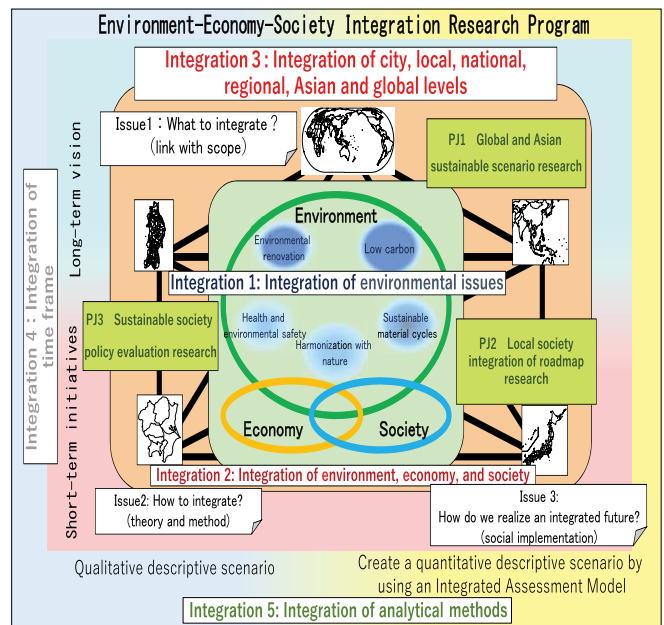 Environment-Economy-Society Integration Research Program
Integration 3 : Integration of city, local, national,
regional, Asian and global levels
Issue1：What to integrate？
(link with scope)
PJ1 Global and Asian
sustainable scenario research
Integration 4 : Integration of
time frame
Long-term vision
Short-term initiatives
Environment
Environmental
renovation
Low carbon
Integration 1: Integration of environmental issues
Health and
environmental safety
Sustainable
material cycles
Harmonization with
nature
PJ3 Sustainable society
policy evaluation research
PJ2 Local society
integration of roadmap
research
Economy
Society
Integration 2: Integration of environment, economy, and society
Issue2: How to integrate?
(theory and method)
Issue 3:
How do we realize an integrated future?
(social implementation)
Qualitative descriptive scenario
Create a quantitative descriptive scenario by
using an Integrated Assessment Model
Integration 5: Integration of analytical methods